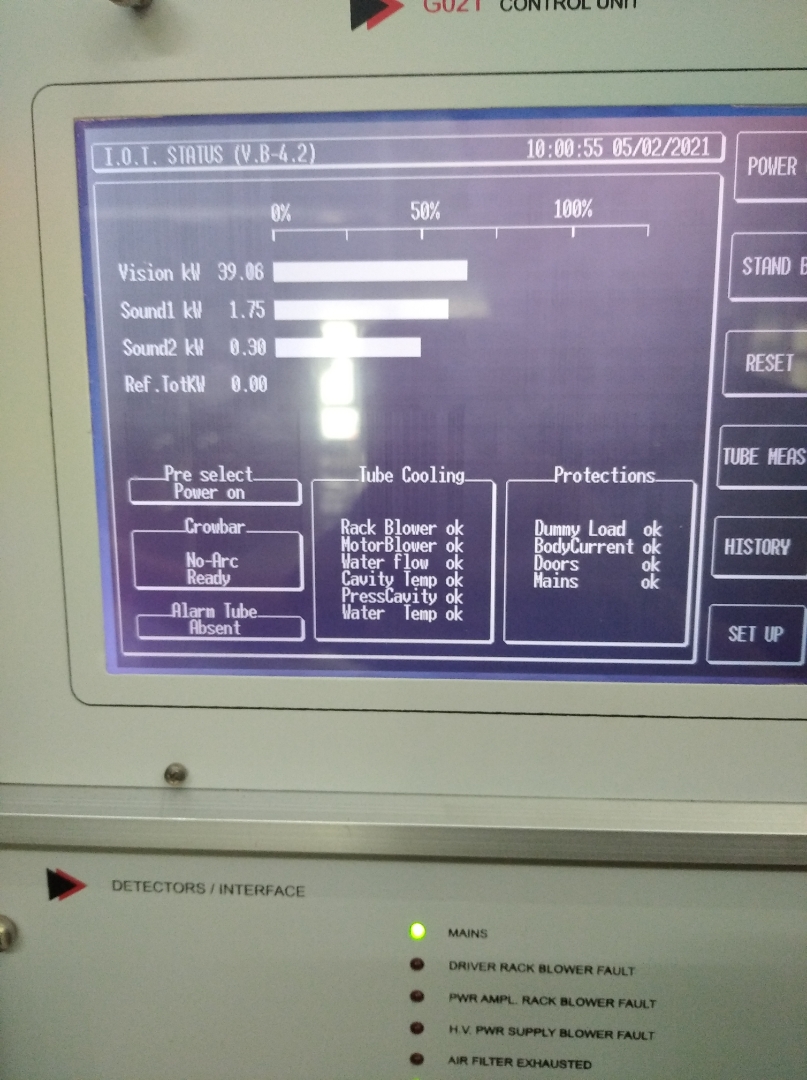 G021 CONTROL UNIT
I.O.T. STATUS (V.B-4.2) 10:00:55 05/02/2021
POWER
0% 50% 100%
Vision kW 39.06
STAND B
Sound1 kW 1.75
Sound2 kW 0.30
RESET
Ref.TotKW 0.00
TUBE MEAS
Pre select
Power on
Crowbar
No-Arc
Ready
Alarm Tube
Absent
Tube Cooling
Rack Blower ok
MotorBlower ok
Water flow ok
Cavity Temp ok
PressCavity ok
Water Temp ok
Protections
Dummy Load ok
BodyCurrent ok
Doors ok
Mains ok
HISTORY
SET UP
DETECTORS / INTERFACE
MAINS
DRIVER RACK BLOWER FAULT
PWR AMPL. RACK BLOWER FAULT
H.V. PWR SUPPLY BLOWER FAULT
AIR FILTER EXHAUSTED